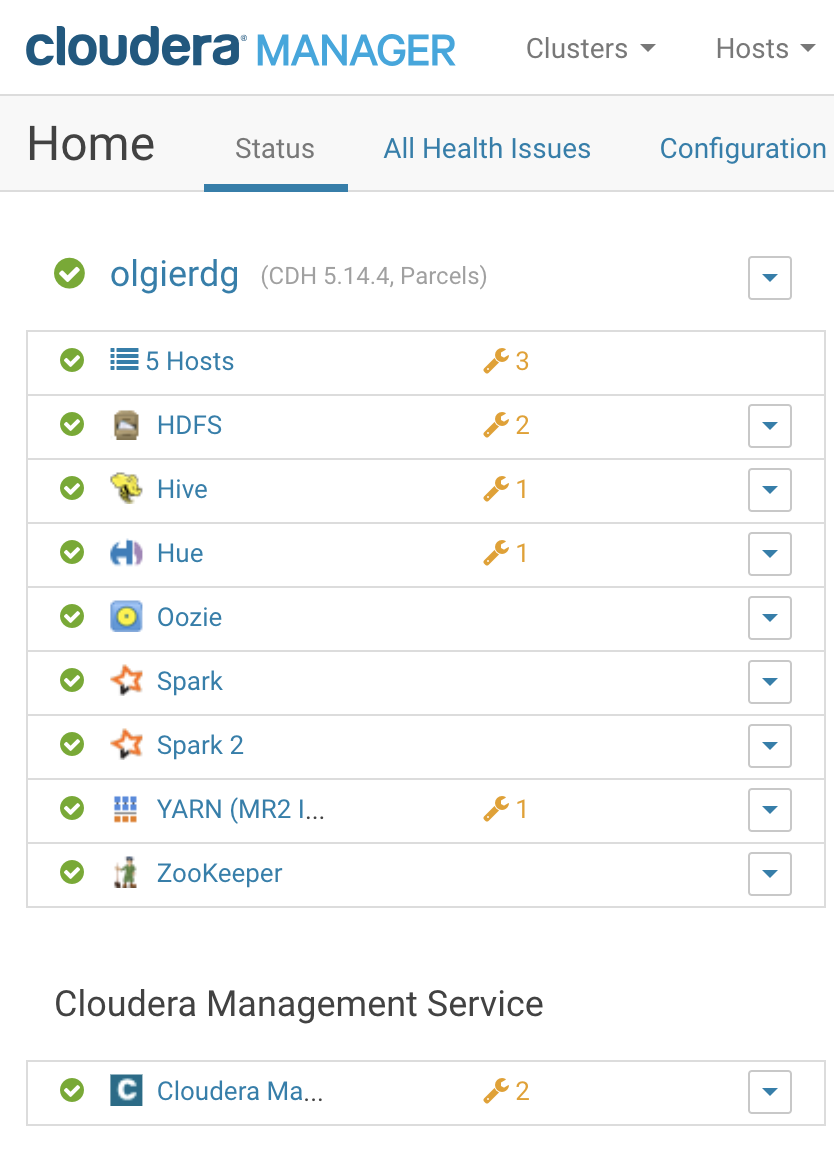 cloudera MANAGER Clusters Hosts
Home Status All Health Issues Configuration
olgierdg (CDH 5.14.4, Parcels)
5 Hosts 3
HDFS 2
Hive 1
Hue 1
Oozie
Spark
Spark 2
YARN (MR2 I...
1
ZooKeeper
Cloudera Management Service
C Cloudera Ma... 2